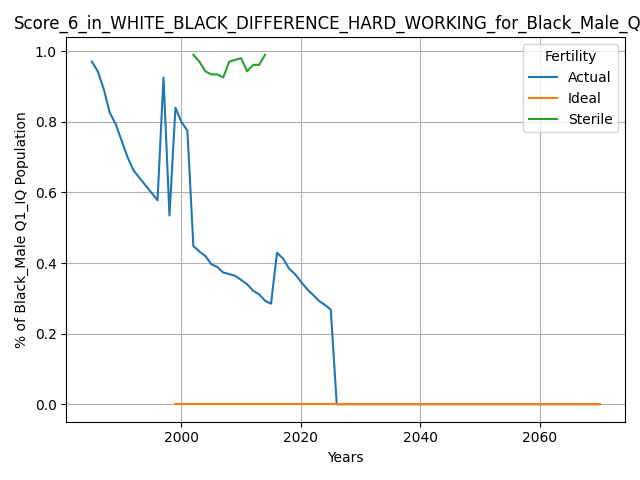 Score_6_in_WHITE_BLACK_DIFFERENCE_HARD_WORKING_for_Black_Male_Q
Fertility
Actual
Ideal
Sterile
% of Black_Male Q1_IQ Population
1.0
0.8
0.6
0.4
0.2
0.0
2000 2020 2040 2060
Years